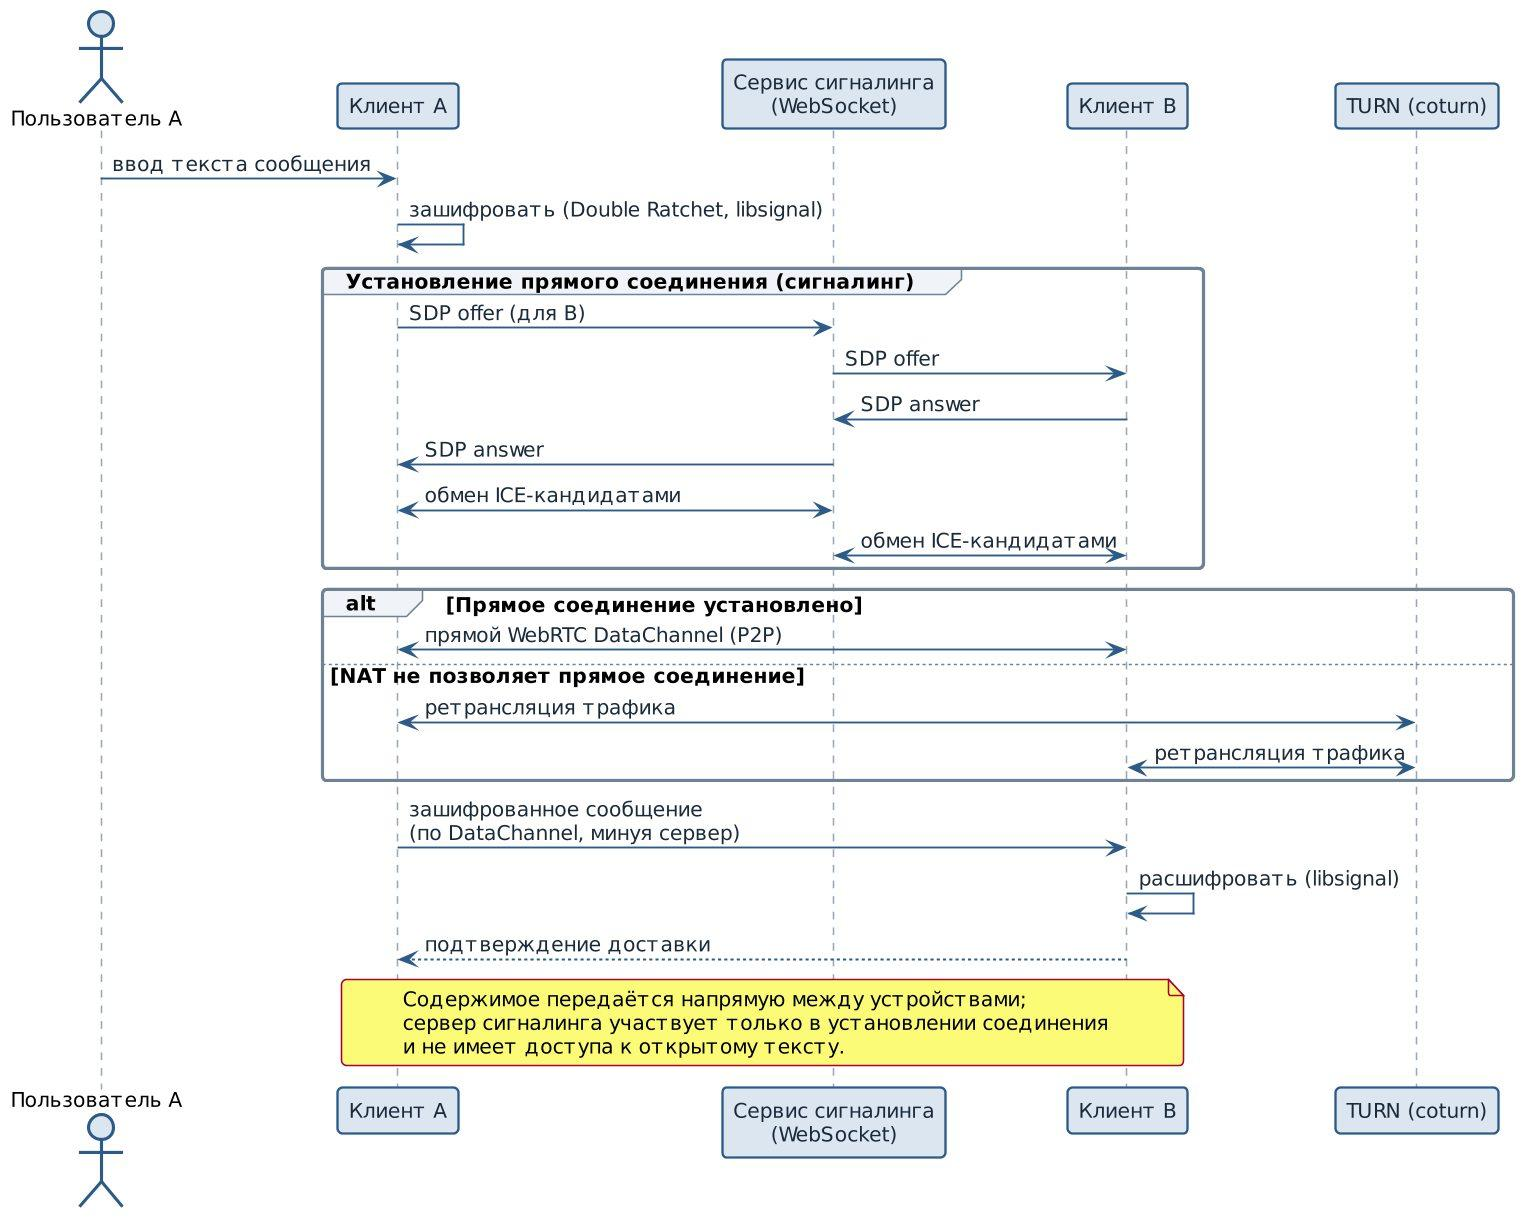 Пользователь A
Клиент A
Сервис сигналинга
(WebSocket)
Клиент B
TURN (coturn)
ввод текста сообщения
зашифровать (Double Ratchet, libsignal)
Установление прямого соединения (сигналинг)
SDP offer (для B)
SDP offer
SDP answer
SDP answer
обмен ICE-кандидатами
обмен ICE-кандидатами
alt [Прямое соединение установлено]
прямой WebRTC DataChannel (P2P)
[NAT не позволяет прямое соединение]
ретрансляция трафика
ретрансляция трафика
зашифрованное сообщение
(по DataChannel, минуя сервер)
расшифровать (libsignal)
подтверждение доставки
Содержимое передаётся напрямую между устройствами;
сервер сигналинга участвует только в установлении соединения
и не имеет доступа к открытому тексту.
Пользователь A
Клиент A
Сервис сигналинга
(WebSocket)
Клиент B
TURN (coturn)